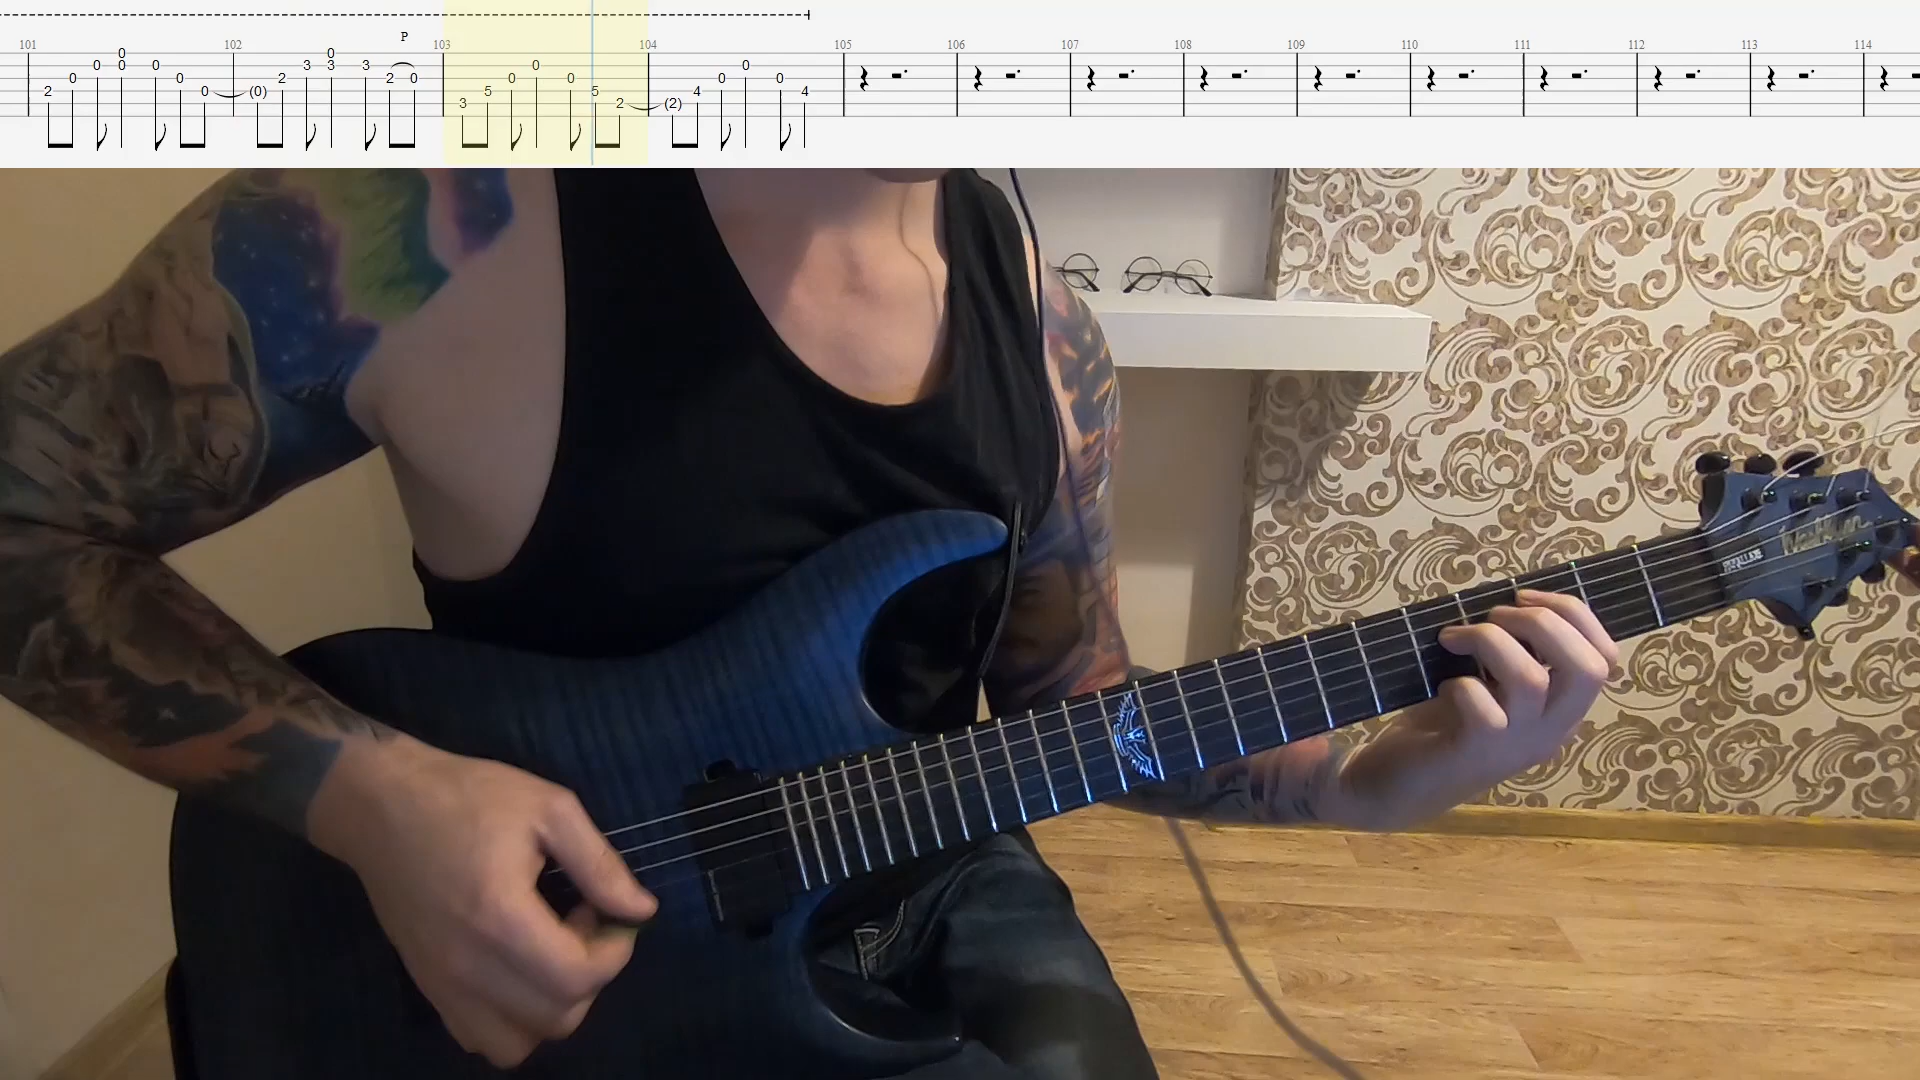 P
101 102 103 104 105 106 107 108 109 110 111 112 113 114
0 0
0 0 0 3 3 3 0 0
0 0 2 2 0 0 0 0 0
2 0 (0) 5 5 4 4
3 2 (2)
Washburn
PARALLAXE